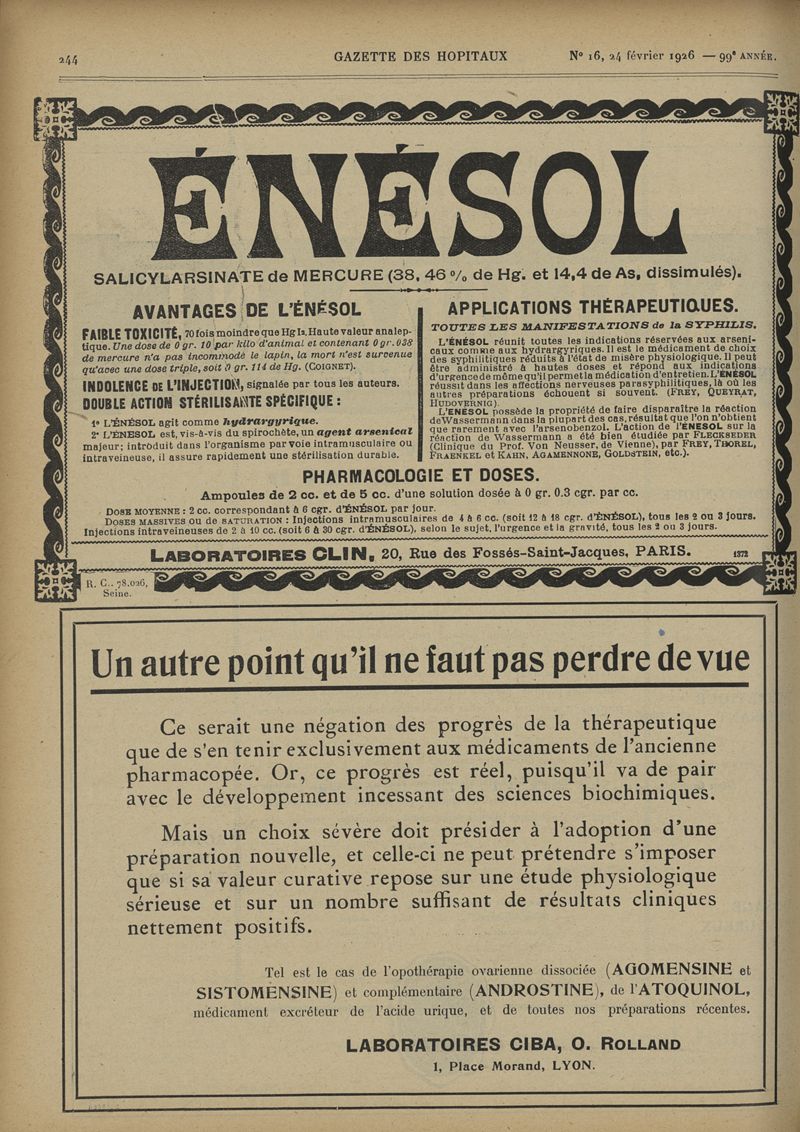 244 GAZETTE DES HOPITAUX N° 16, 24 février 1926 — 99e ANNÉE.
ÉNÉSOL
SALICYLARSINATE de MERCURE (38, 46 % de Hg. et 14,4 de As, dissimulés).
AVANTAGES DE L'ÉNÉSOL
FAIBLE TOXICITÉ, 70 fois moindre que Hg I2. Haute valeur analep-
tique. Une dose de 0 gr. 10 par kilo d'animal et contenant 0 gr. 038
de mercure n'a pas incommodé le lapin, la mort n'est survenue
qu'avec une dose triple, soit 0 gr. 114 de Hg. (COIGNET).
INDOLENCE DE L'INJECTION, signalée par tous les auteurs.
DOUBLE ACTION STÉRILISANTE SPÉCIFIQUE :
1° L'ÉNÉSOL agit comme hydrargyrique.
2° L'ÉNESOL est, vis-à-vis du spirochète, un agent arsenical
majeur; introduit dans l'organisme par voie intramusculaire ou
intraveineuse, il assure rapidement une stérilisation durable.
APPLICATIONS THÉRAPEUTIQUES.
TOUTES LES MANIFESTATIONS de la SYPHILIS.
L'ÉNÉSOL réunit toutes les indications réservées aux arseni-
caux comme aux hydrargyriques. Il est le médicament de choix
des syphilitiques réduits à l'état de misère physiologique. Il peut
être administré à hautes doses et répond aux indications
d'urgence de même qu'il permet la médication d'entretien. L'ÉNÉSOL
réussit dans les affections nerveuses parasyphilitiques, là où les
autres préparations échouent si souvent. (FREY, QUEYRAT,
HUDOVERNIG).
L'ENÉSOL possède la propriété de faire disparaître la réaction
de Wassermann dans la plupart des cas, résultat que l'on n'obtient
que rarement avec l'arsenobenzol. L'action de l'ÉNESOL sur la
réaction de Wassermann a été bien étudiée par FLECKSEDER
(Clinique du Prof. Von Neusser, de Vienne), par FREY, THOREL,
FRAENKEL et KAHN, AGAMENNONE, GOLDSTEIN, etc.).
PHARMACOLOGIE ET DOSES.
Ampoules de 2 cc. et de 5 cc. d'une solution dosée à 0 gr. 0.3 cgr. par cc.
DOSE MOYENNE : 2 cc. correspondant à 6 cgr. d'ÉNÉSOL par jour.
DOSES MASSIVES OU DE SATURATION : Injections intramusculaires de 4 à 6 cc. (soit 12 à 18 cgr. d'ÉNÉSOL), tous les 2 ou 3 jours.
Injections intraveineuses de 2 à 10 cc. (soit 6 à 30 cgr. d'ÉNÉSOL), selon le sujet, l'urgence et la gravité, tous les 2 ou 3 jours.
LABORATOIRES CLIN, 20, Rue des Fossés-Saint-Jacques, PARIS. 1372
R. C.. 78.026,
Seine.
Un autre point qu'il ne faut pas perdre de vue
Ce serait une négation des progrès de la thérapeutique
que de s'en tenir exclusivement aux médicaments de l'ancienne
pharmacopée. Or, ce progrès est réel, puisqu'il va de pair
avec le développement incessant des sciences biochimiques.
Mais un choix sévère doit présider à l'adoption d'une
préparation nouvelle, et celle-ci ne peut prétendre s'imposer
que si sa valeur curative repose sur une étude physiologique
sérieuse et sur un nombre suffisant de résultats cliniques
nettement positifs.
Tel est le cas de l'opothérapie ovarienne dissociée (AGOMENSINE et
SISTOMENSINE) et complémentaire (ANDROSTINE), de l'ATOQUINOL,
médicament excréteur de l'acide urique, et de toutes nos préparations récentes.
LABORATOIRES CIBA, O. ROLLAND
1, Place Morand, LYON.